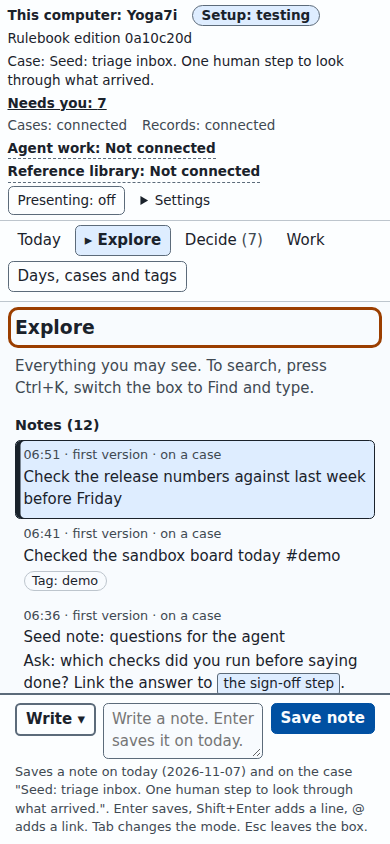 This computer: Yoga7i Setup: testing
Rulebook edition 0a10c20d
Case: Seed: triage inbox. One human step to look
through what arrived.
Needs you: 7
Cases: connected Records: connected
Agent work: Not connected
Reference library: Not connected
Presenting: off ▶ Settings
Today ▸ Explore Decide (7) Work
Days, cases and tags
Explore
Everything you may see. To search, press
Ctrl+K, switch the box to Find and type.
Notes (12)
06:51 · first version · on a case
Check the release numbers against last week
before Friday
06:41 · first version · on a case
Checked the sandbox board today #demo
Tag: demo
06:36 · first version · on a case
Seed note: questions for the agent
Ask: which checks did you run before saying
done? Link the answer to the sign-off step.
Write ▾ Write a note. Enter Save note
saves it on today.
Saves a note on today (2026-11-07) and on the case
"Seed: triage inbox. One human step to look through
what arrived.". Enter saves, Shift+Enter adds a line, @
adds a link. Tab changes the mode. Esc leaves the box.